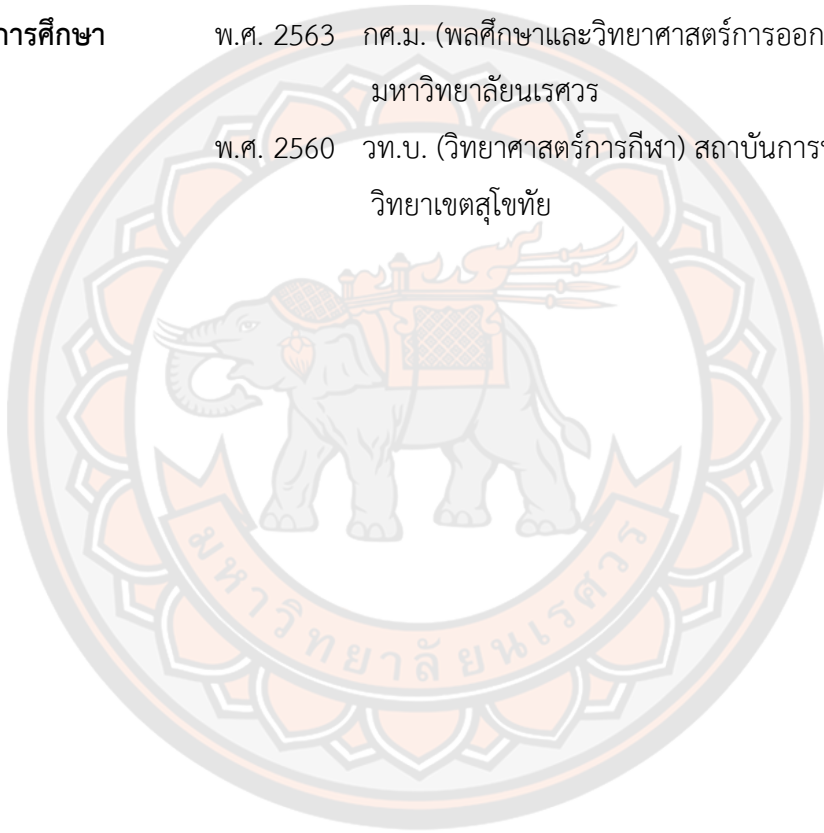 การศึกษา พ.ศ. 2563 กศ.ม. (พลศึกษาและวิทยาศาสตร์การออก
มหาวิทยาลัยนเรศวร
พ.ศ. 2560 วท.บ. (วิทยาศาสตร์การกีฬา) สถาบันการ
วิทยาเขตสุโขทัย
มหาวิทยาลัยนเรศวร